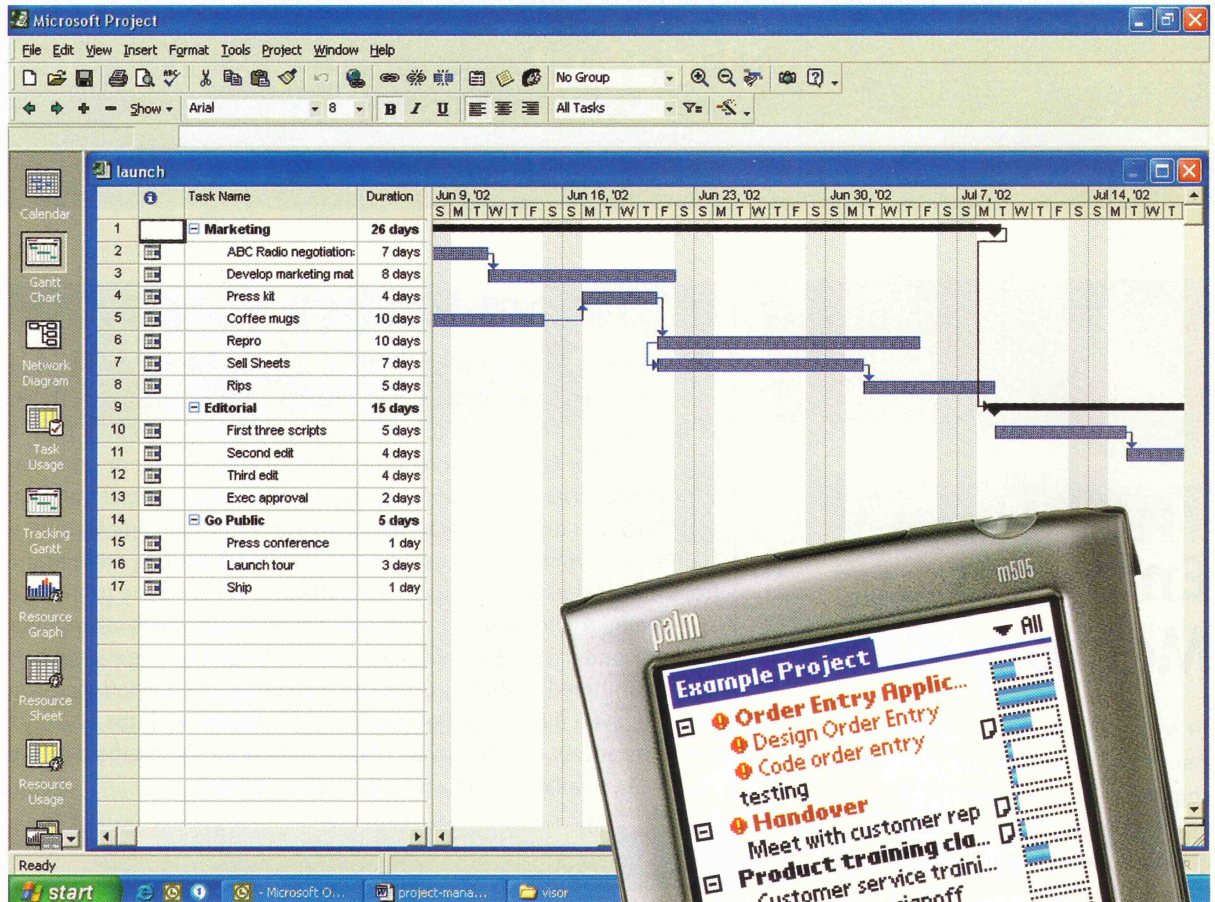 Microsoft Project
File Edit View Insert Format Tools Project Window Help
No Group
Show Arial 8 B I U All Tasks
launch
Task Name Duration Jun 9, '02 Jun 16, '02 Jun 23, '02 Jun 30, '02 Jul 7, '02 Jul 14, '02
S M T W T F S S M T W T F S S M T W T F S S M T W T F S S M T W T F S S M T W T
1 Marketing 26 days
2 ABC Radio negotiation: 7 days
3 Develop marketing mat 8 days
4 Press kit 4 days
5 Coffee mugs 10 days
6 Repro 10 days
7 Sell Sheets 7 days
8 Rips 5 days
9 Editorial 15 days
10 First three scripts 5 days
11 Second edit 4 days
12 Third edit 4 days
13 Exec approval 2 days
14 Go Public 5 days
15 Press conference 1 day
16 Launch tour 3 days
17 Ship 1 day
Calendar
Gantt
Chart
Network
Diagram
Task
Usage
Tracking
Gantt
Resource
Graph
Resource
Sheet
Resource
Usage
palm m505
Example Project All
Order Entry Applic...
Design Order Entry
Code order entry
testing
Handover
Meet with customer rep
Product training cla...
Customer service traini...
signoff
Ready
start - Microsoft O... project-mana... visor